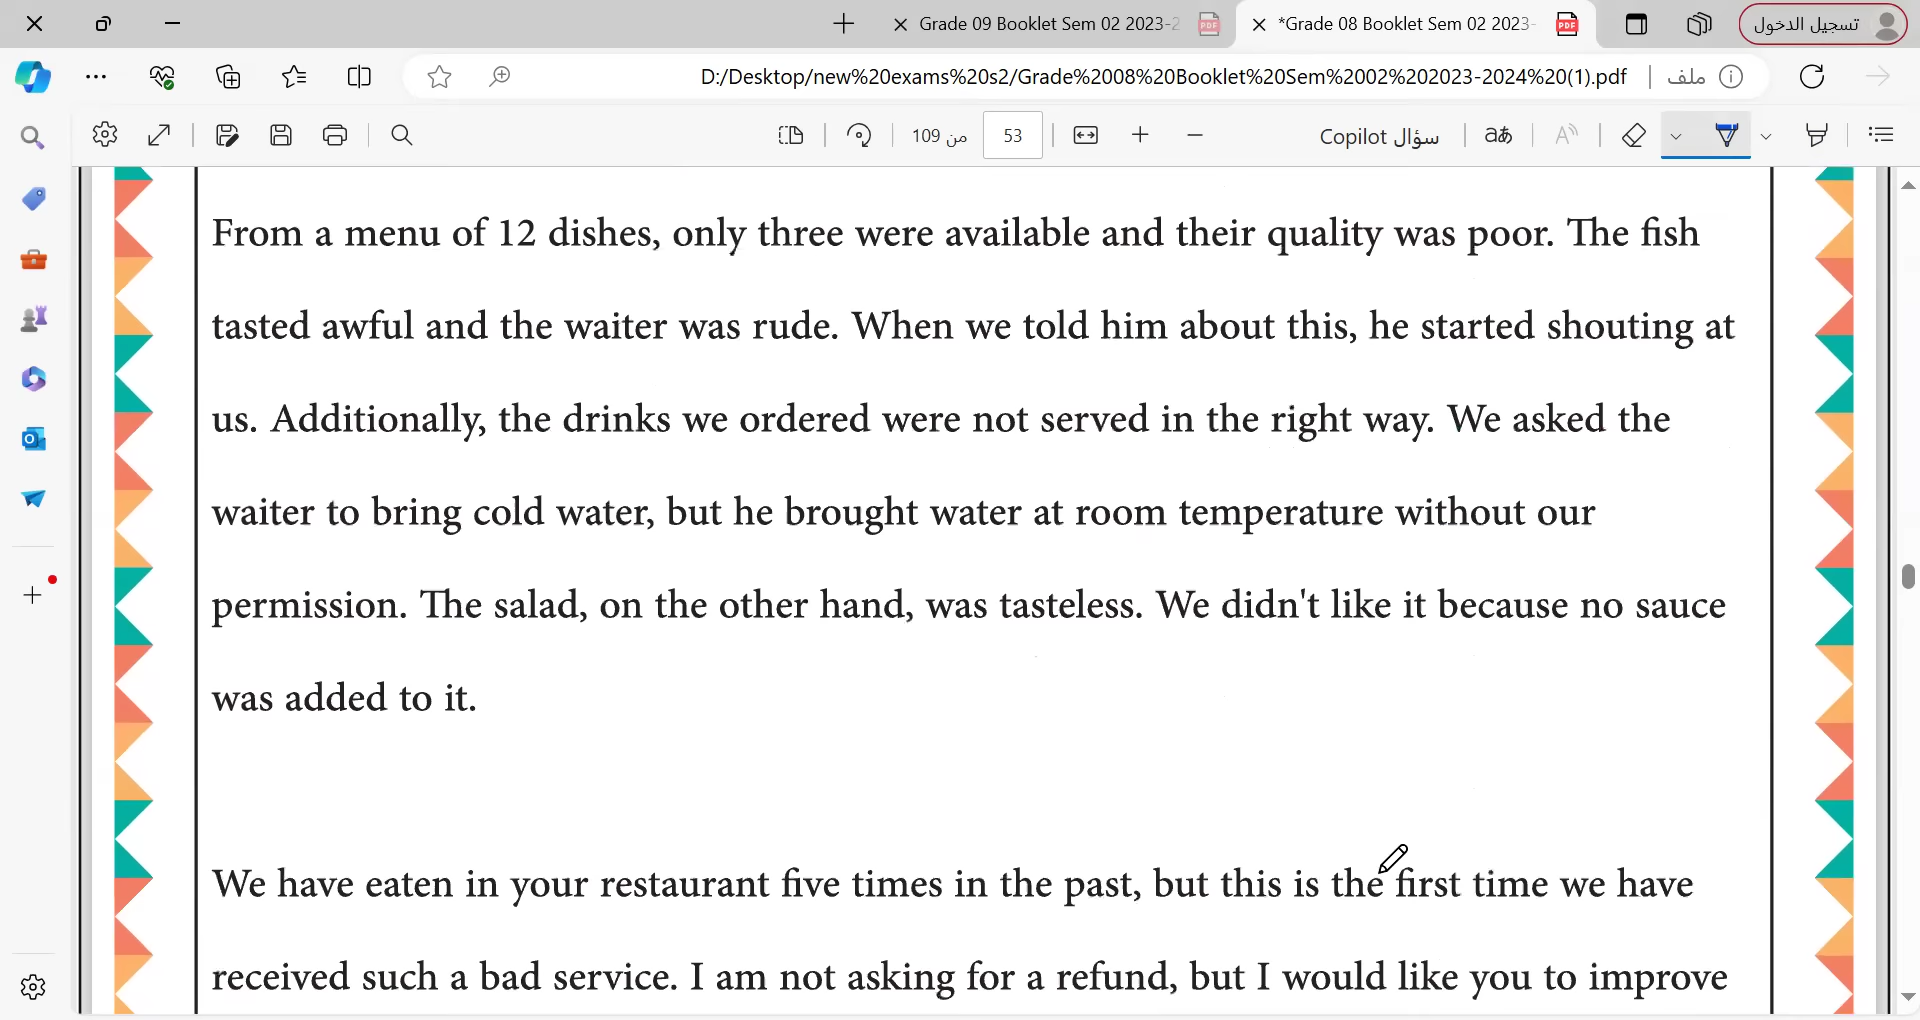 Grade 09 Booklet Sem 02 2023-2
*Grade 08 Booklet Sem 02 2023-
تسجيل الدخول
D:/Desktop/new%20exams%20s2/Grade%2008%20Booklet%20Sem%2002%202023-2024%20(1).pdf
ملف
53
من 109
سؤال Copilot
From a menu of 12 dishes, only three were available and their quality was poor. The fish
tasted awful and the waiter was rude. When we told him about this, he started shouting at
us. Additionally, the drinks we ordered were not served in the right way. We asked the
waiter to bring cold water, but he brought water at room temperature without our
permission. The salad, on the other hand, was tasteless. We didn't like it because no sauce
was added to it.
We have eaten in your restaurant five times in the past, but this is the first time we have
received such a bad service. I am not asking for a refund, but I would like you to improve